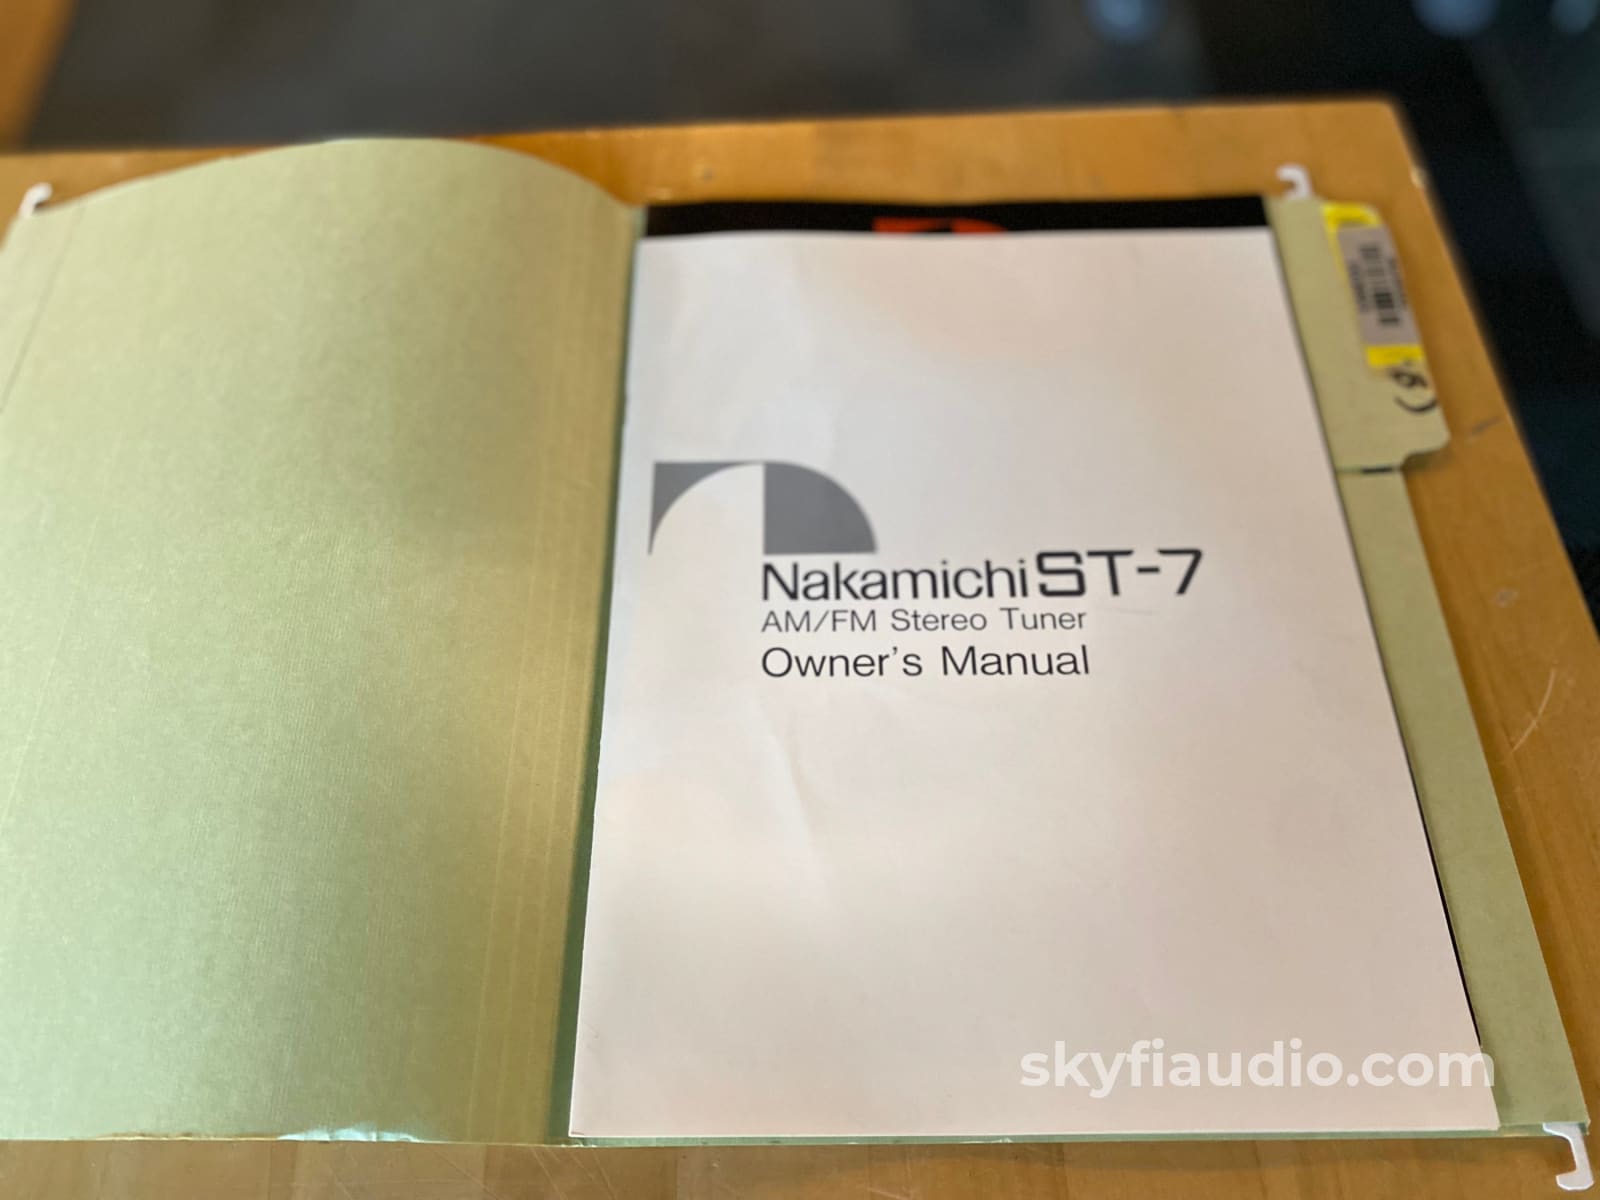 Nakamichi ST-7
AM/FM Stereo Tuner
Owner's Manual
skyfiaudio.com